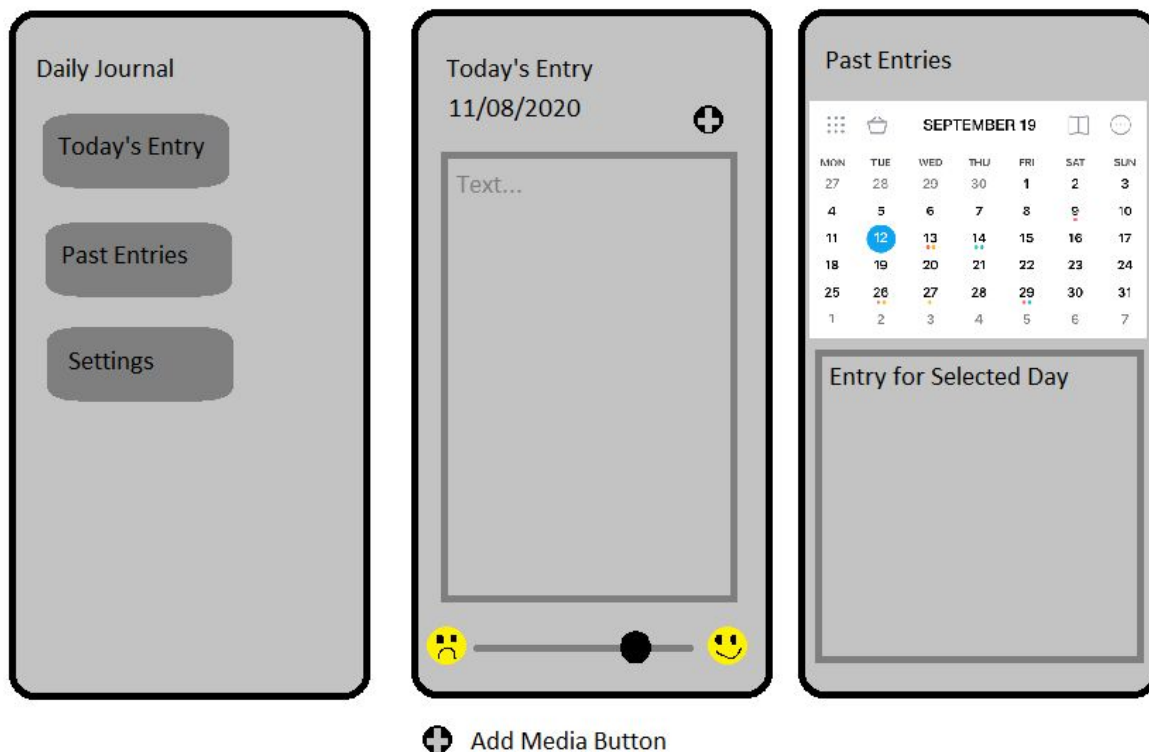 Daily Journal
Today's Entry
Past Entries
Settings
Today's Entry
11/08/2020
Text...
Past Entries
SEPTEMBER 19
MON TUE WED THU FRI SAT SUN
27 28 29 30 1 2 3
4 5 6 7 8 9 10
11 12 13 14 15 16 17
18 19 20 21 22 23 24
25 26 27 28 29 30 31
1 2 3 4 5 6 7
Entry for Selected Day
Add Media Button